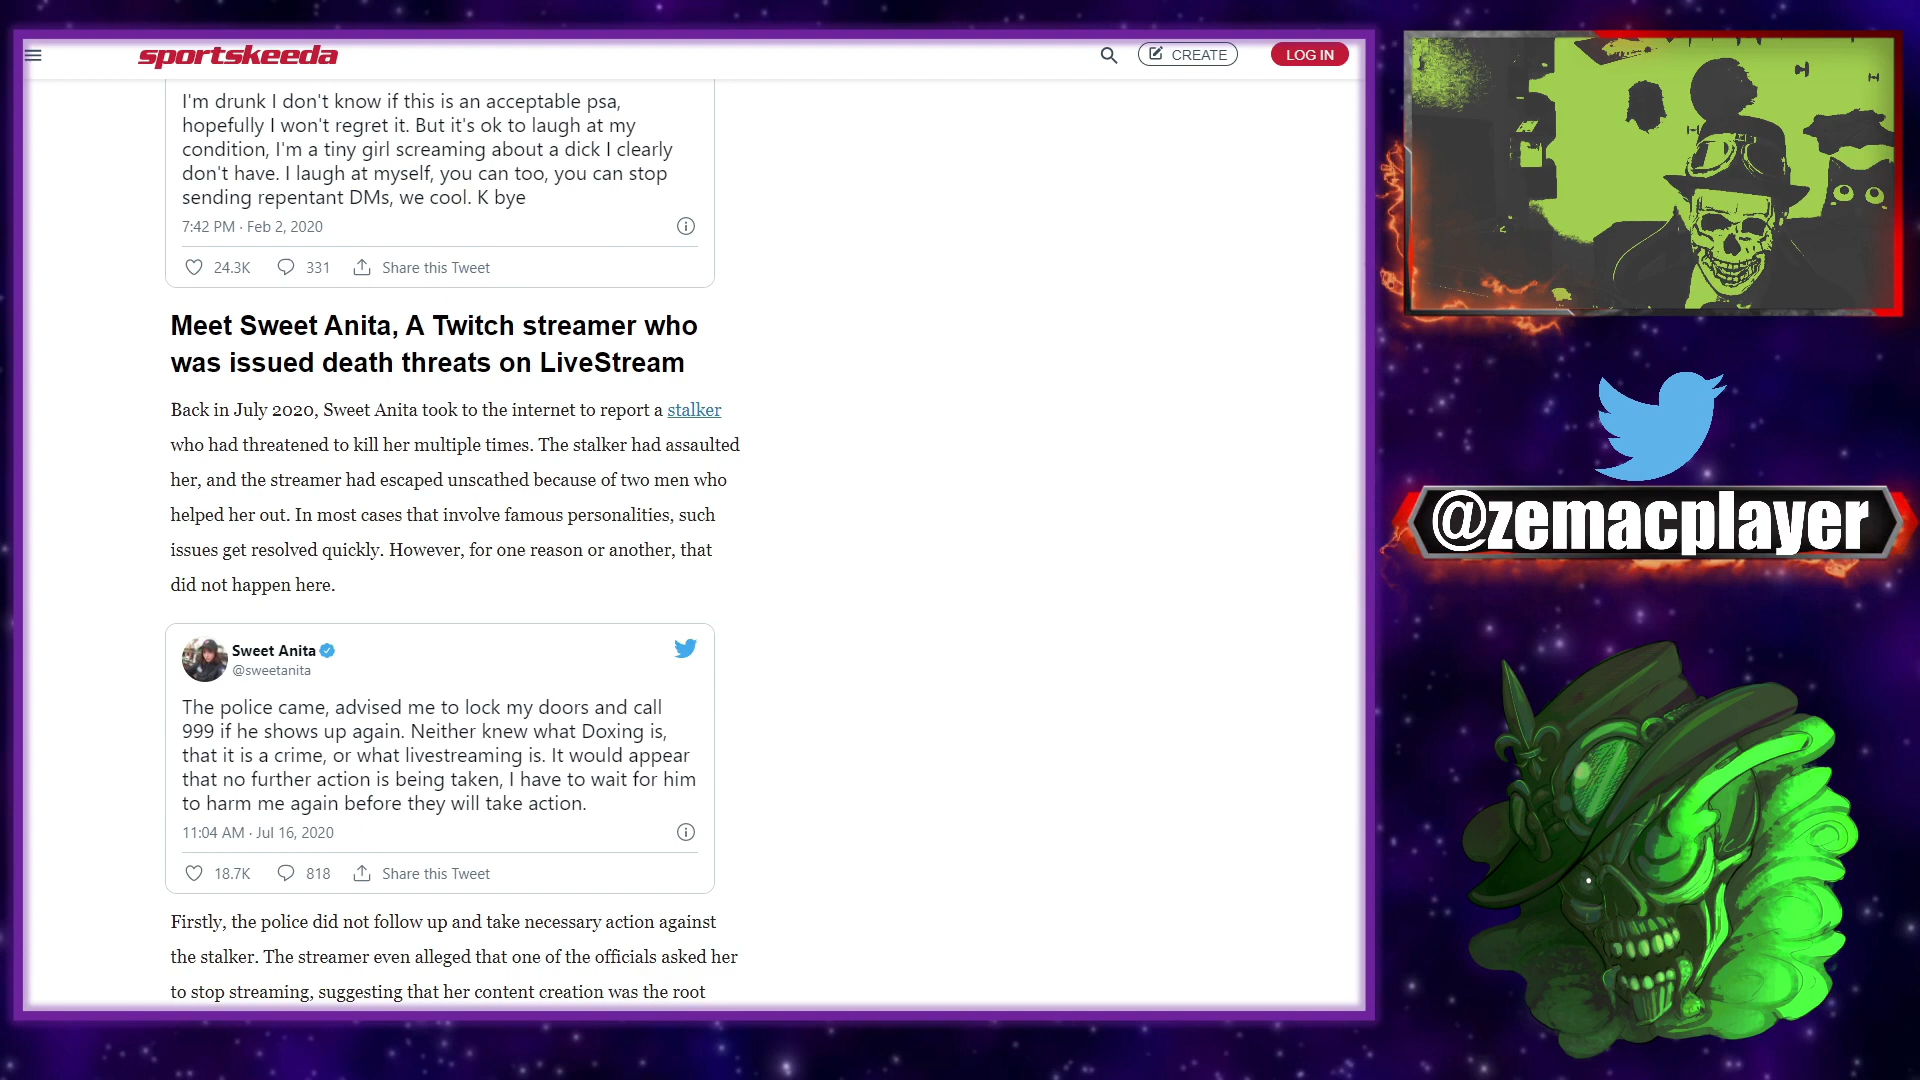 sportskeeda
CREATE
LOG IN
I'm drunk I don't know if this is an acceptable psa,
hopefully I won't regret it. But it's ok to laugh at my
condition, I'm a tiny girl screaming about a dick I clearly
don't have. I laugh at myself, you can too, you can stop
sending repentant DMs, we cool. K bye
7:42 PM · Feb 2, 2020
24.3K 331 Share this Tweet
Meet Sweet Anita, A Twitch streamer who
was issued death threats on LiveStream
Back in July 2020, Sweet Anita took to the internet to report a stalker
who had threatened to kill her multiple times. The stalker had assaulted
her, and the streamer had escaped unscathed because of two men who
helped her out. In most cases that involve famous personalities, such
issues get resolved quickly. However, for one reason or another, that
did not happen here.
Sweet Anita
@sweetanita
The police came, advised me to lock my doors and call
999 if he shows up again. Neither knew what Doxing is,
that it is a crime, or what livestreaming is. It would appear
that no further action is being taken, I have to wait for him
to harm me again before they will take action.
11:04 AM · Jul 16, 2020
18.7K 818 Share this Tweet
Firstly, the police did not follow up and take necessary action against
the stalker. The streamer even alleged that one of the officials asked her
to stop streaming, suggesting that her content creation was the root
@zemacplayer